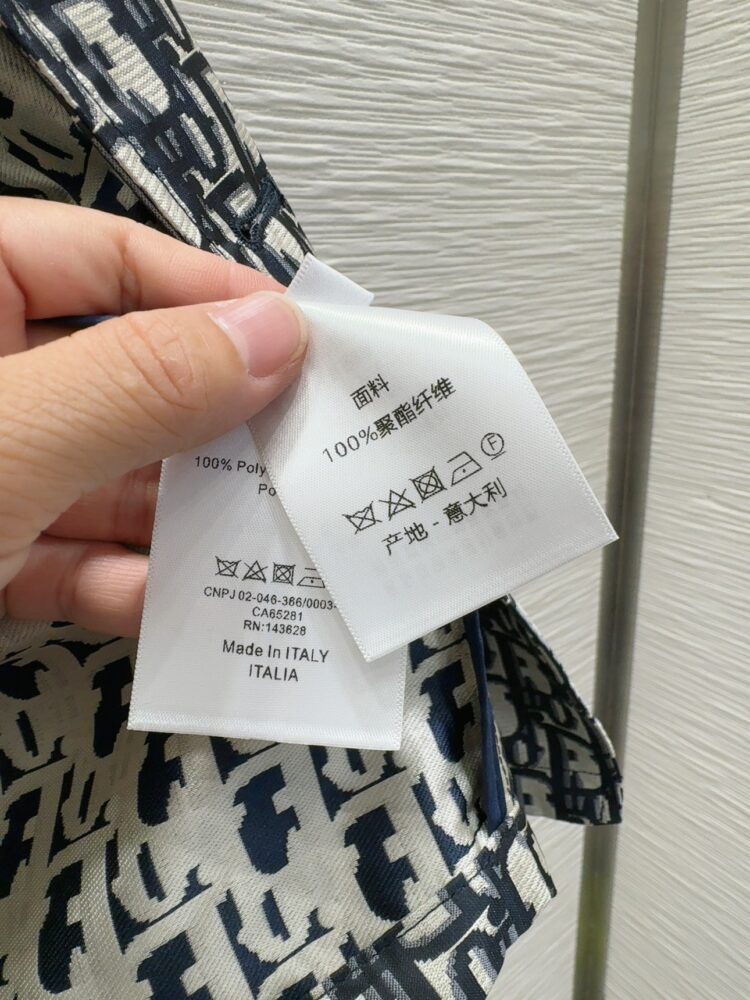 面料
100%聚酯纤维
F
产地 - 意大利
100% Poly
Po
CNPJ 02-046-366/0003-
CA65281
RN:143628
Made In ITALY
ITALIA